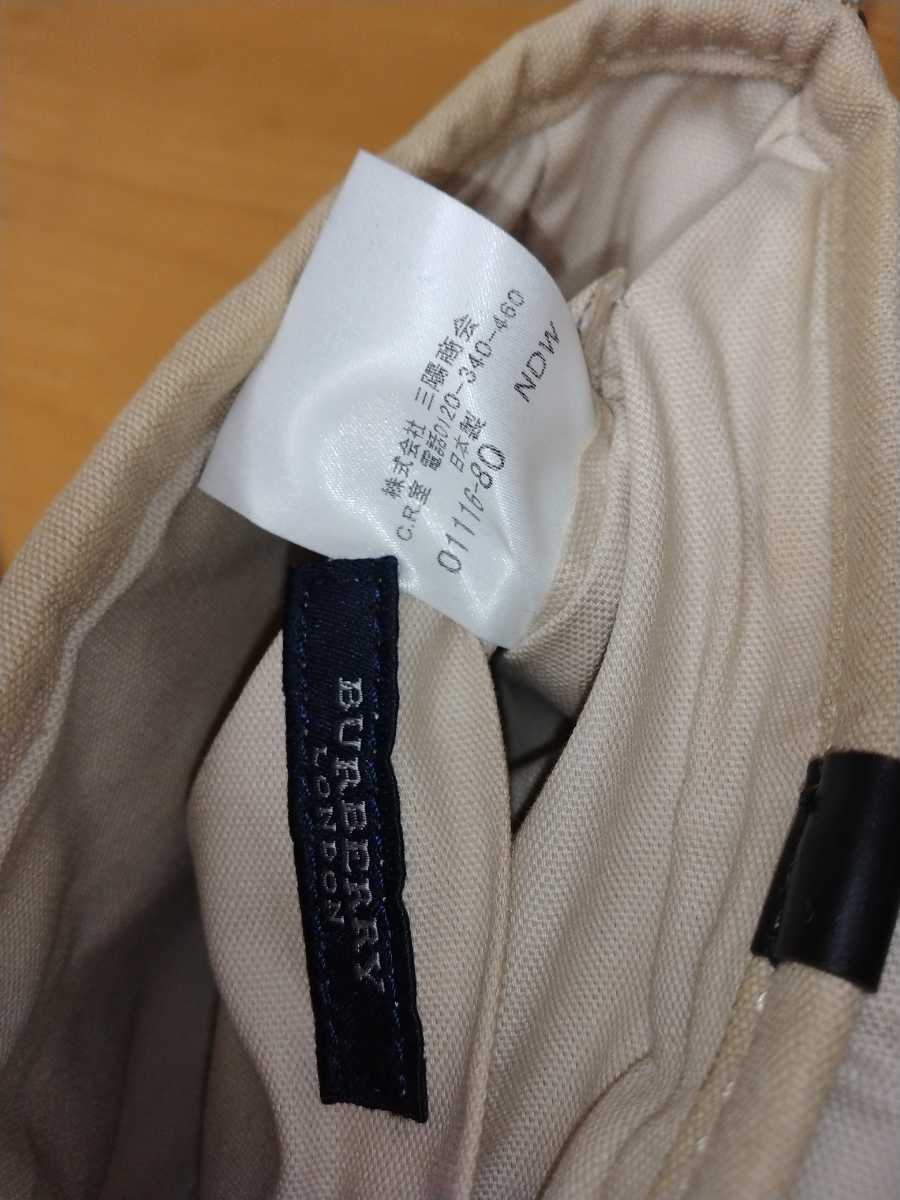 株式会社 三陽商会
C.R.室 電話0120-340-460
日本製
01116-80 NDW
BURBERRY
LONDON